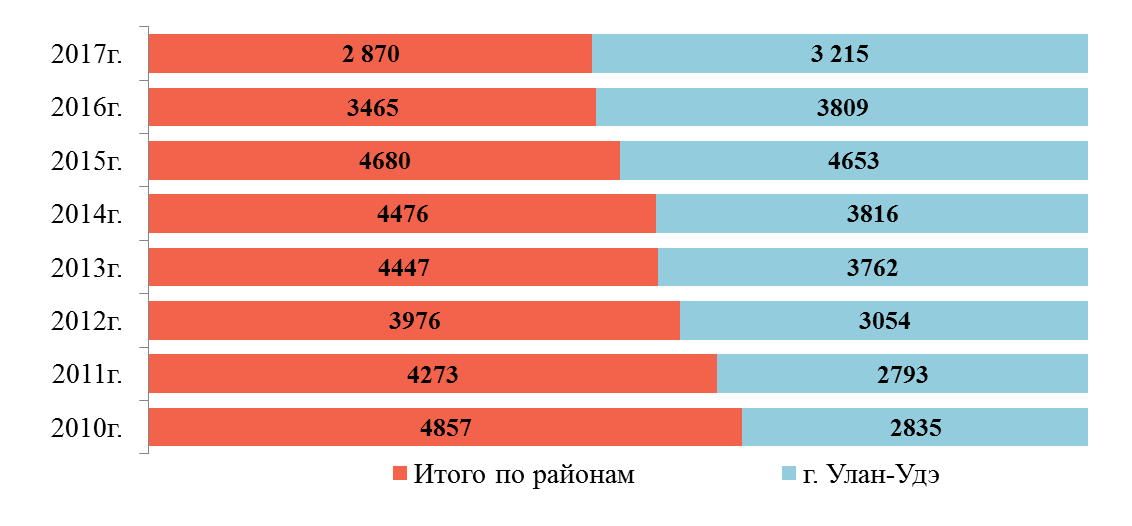 2017г. 2 870 3 215
2016г. 3465 3809
2015г. 4680 4653
2014г. 4476 3816
2013г. 4447 3762
2012г. 3976 3054
2011г. 4273 2793
2010г. 4857 2835
Итого по районам г. Улан-Удэ